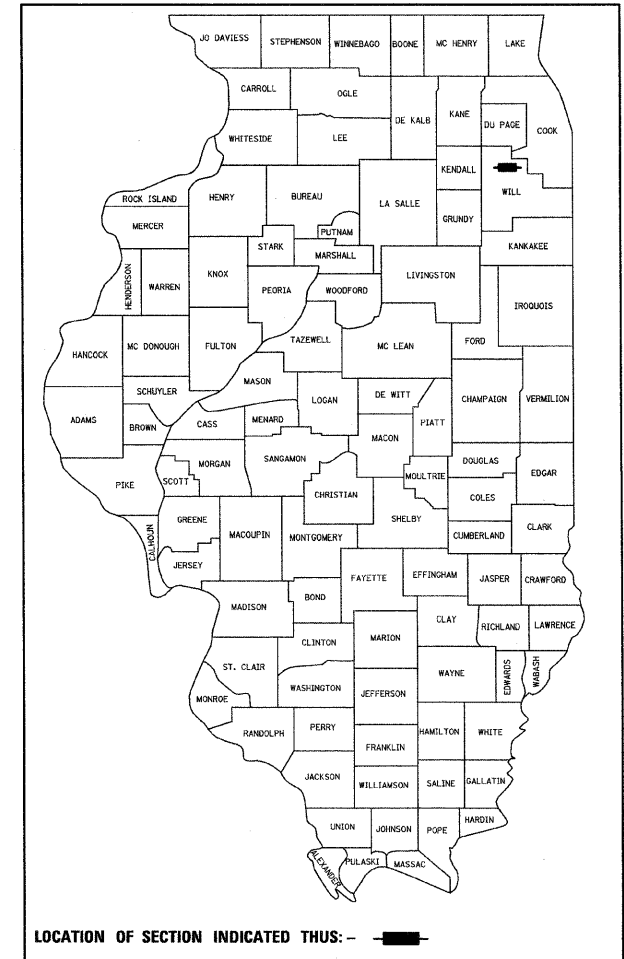 JO DAVIESS
STEPHENSON
WINNEBAGO
BOONE
MC HENRY
LAKE
CARROLL
OGLE
DE KALB
KANE
DU PAGE
COOK
WHITESIDE
LEE
KENDALL
WILL
ROCK ISLAND
HENRY
BUREAU
LA SALLE
GRUNDY
MERCER
PUTNAM
STARK
MARSHALL
KANKAKEE
HENDERSON
WARREN
KNOX
PEORIA
WOODFORD
LIVINGSTON
IROQUOIS
HANCOCK
MC DONOUGH
FULTON
TAZEWELL
MC LEAN
FORD
MASON
SCHUYLER
LOGAN
DE WITT
CHAMPAIGN
VERMILION
ADAMS
BROWN
CASS
MENARD
PIATT
MACON
SANGAMON
DOUGLAS
PIKE
SCOTT
MORGAN
MOULTRIE
EDGAR
CHRISTIAN
COLES
GREENE
SHELBY
CALHOUN
MACOUPIN
MONTGOMERY
CUMBERLAND
CLARK
JERSEY
FAYETTE
EFFINGHAM
JASPER
CRAWFORD
MADISON
BOND
CLAY
CLINTON
MARION
RICHLAND
LAWRENCE
ST. CLAIR
WAYNE
EDWARDS
WABASH
WASHINGTON
JEFFERSON
MONROE
RANDOLPH
PERRY
HAMILTON
WHITE
FRANKLIN
JACKSON
WILLIAMSON
SALINE
GALLATIN
UNION
JOHNSON
POPE
HARDIN
ALEXANDER
PULASKI
MASSAC
LOCATION OF SECTION INDICATED THUS: -